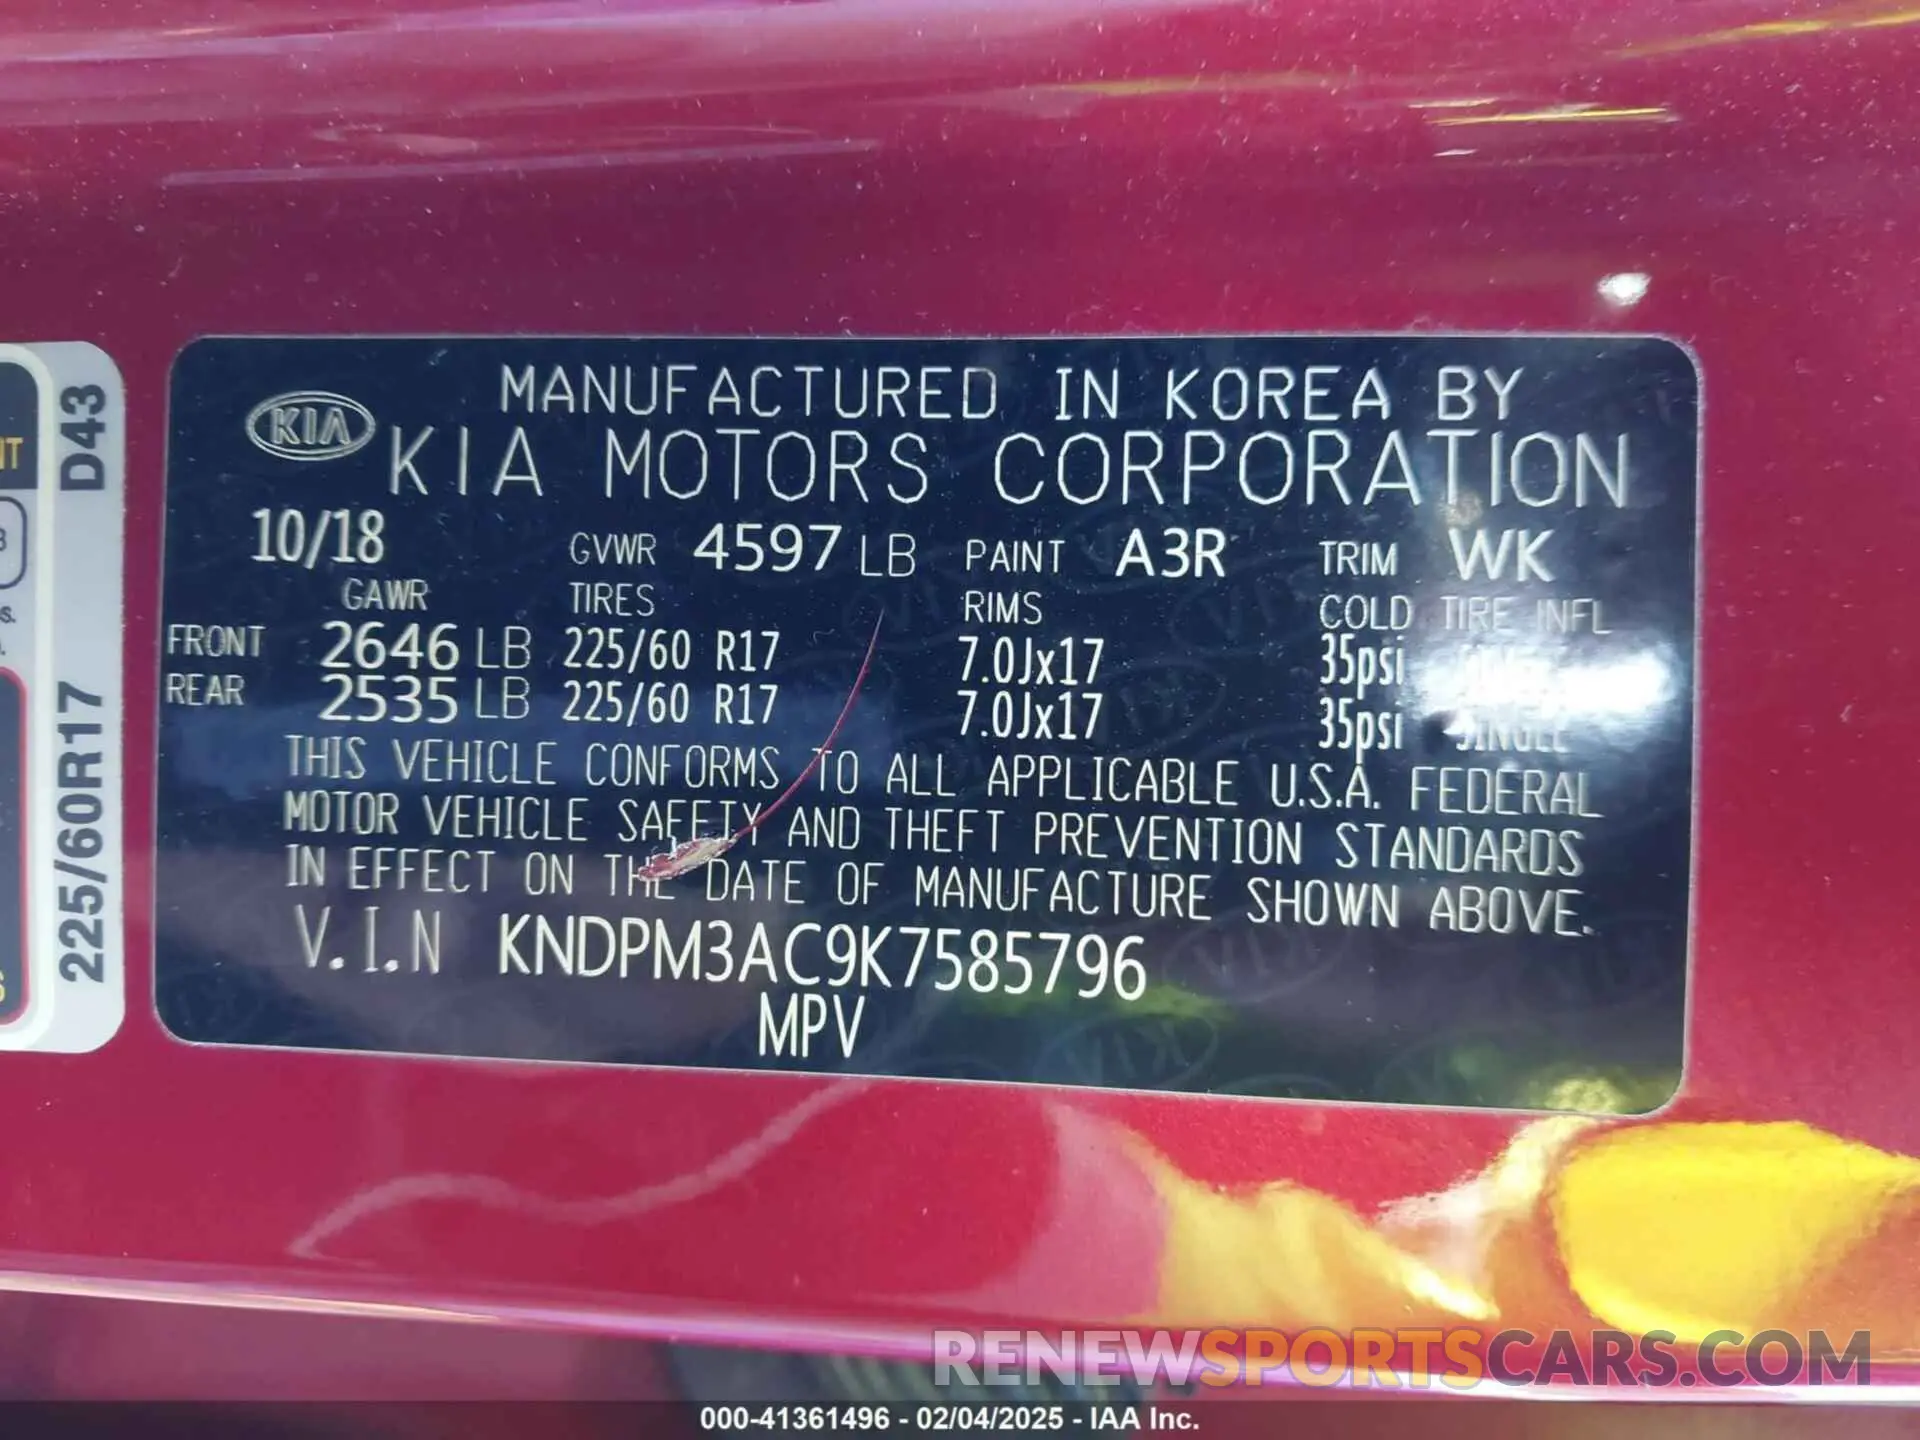 MANUFACTURED IN KOREA BY
KIA KIA MOTORS CORPORATION
10/18 GVWR 4597 LB PAINT A3R TRIM WK
GAWR TIRES RIMS COLD TIRE INFL
FRONT 2646 LB 225/60 R17 7.0Jx17 35psi
REAR 2535 LB 225/60 R17 7.0Jx17 35psi SINGLE
THIS VEHICLE CONFORMS TO ALL APPLICABLE U.S.A. FEDERAL
MOTOR VEHICLE SAFETY AND THEFT PREVENTION STANDARDS
IN EFFECT ON THE DATE OF MANUFACTURE SHOWN ABOVE.
V.I.N KNDPM3AC9K7585796
MPV
225/60R17 D43
RENEWSPORTSCARS.COM
000-41361496 - 02/04/2025 - IAA Inc.